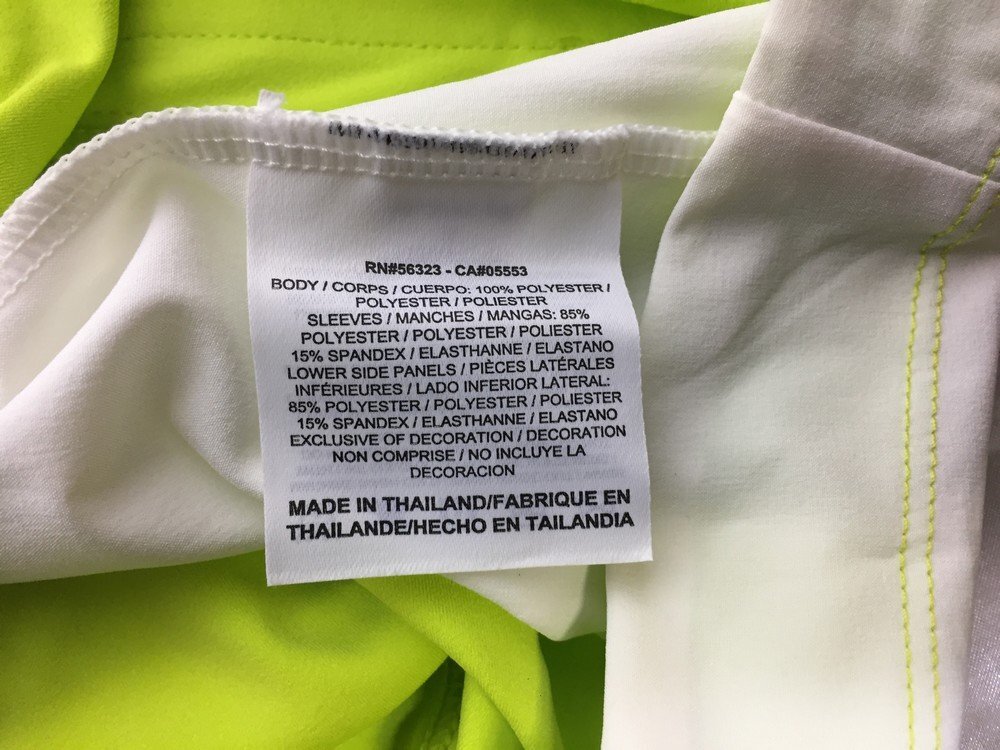 RN#56323 - CA#05553
BODY / CORPS / CUERPO: 100% POLYESTER /
POLYESTER / POLIESTER
SLEEVES / MANCHES / MANGAS: 85%
POLYESTER / POLYESTER / POLIESTER
15% SPANDEX / ELASTHANNE / ELASTANO
LOWER SIDE PANELS / PIÈCES LATÉRALES
INFÉRIEURES / LADO INFERIOR LATERAL:
85% POLYESTER / POLYESTER / POLIESTER
15% SPANDEX / ELASTHANNE / ELASTANO
EXCLUSIVE OF DECORATION / DECORATION
NON COMPRISE / NO INCLUYE LA
DECORACION
MADE IN THAILAND/FABRIQUE EN
THAILANDE/HECHO EN TAILANDIA